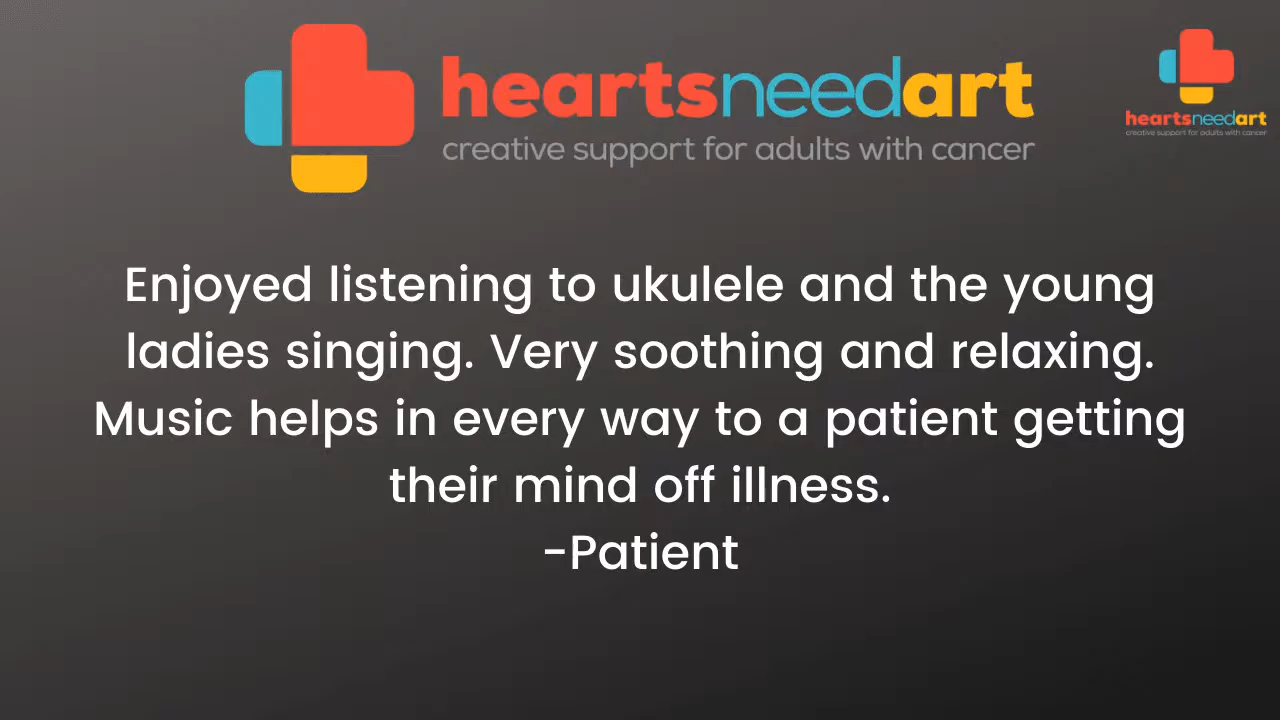 heartsneedart
creative support for adults with cancer
heartsneedart
creative support for adults with cancer
Enjoyed listening to ukulele and the young
ladies singing. Very soothing and relaxing.
Music helps in every way to a patient getting
their mind off illness.
-Patient